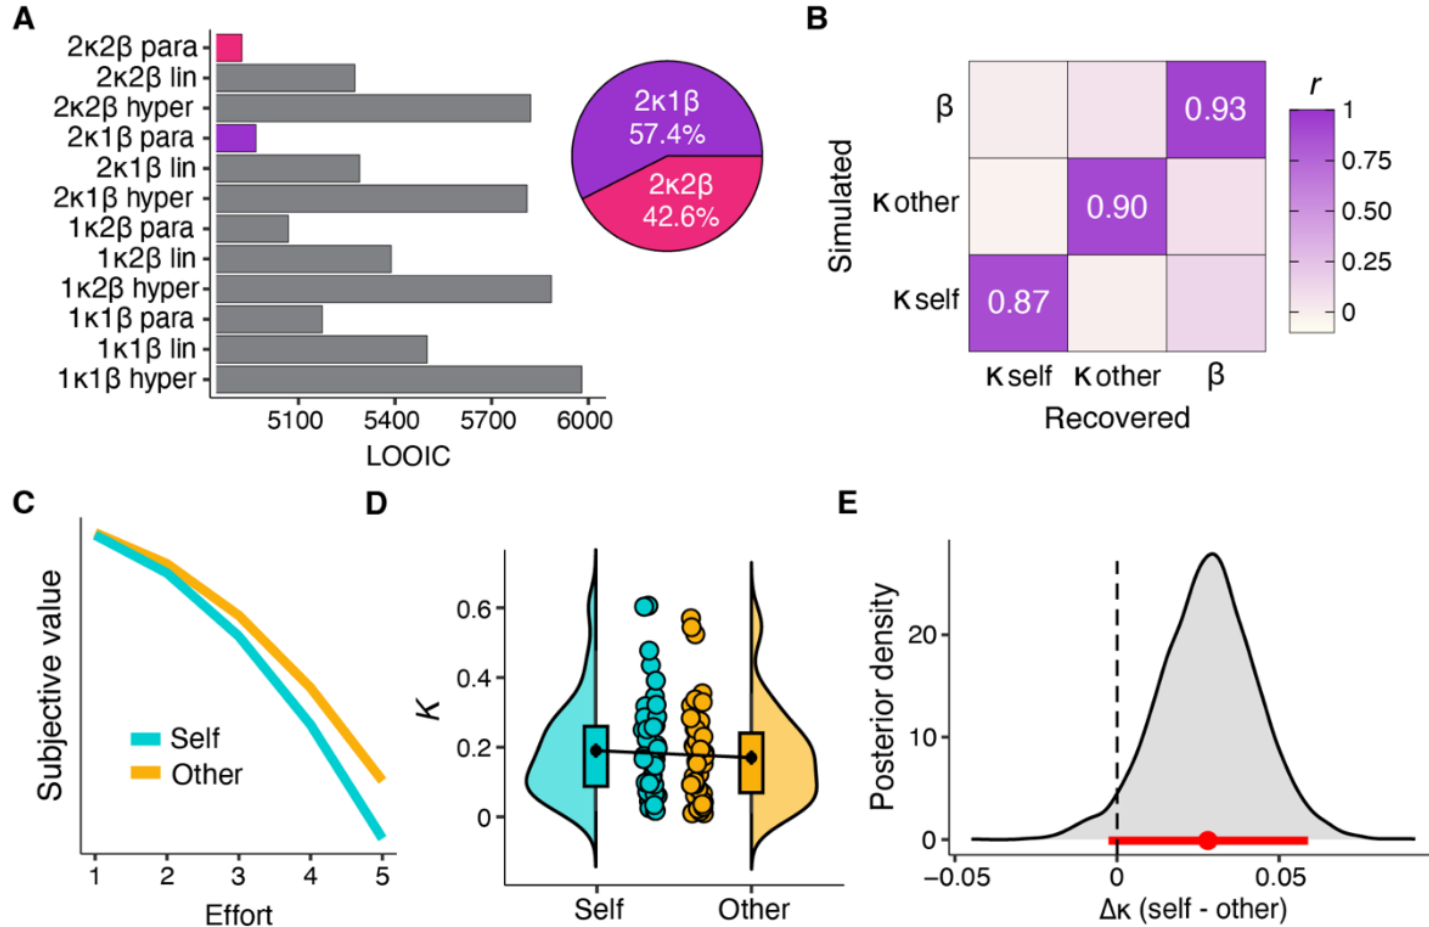 A
2κ2β para
2κ2β lin
2κ2β hyper
2κ1β para
2κ1β lin
2κ1β hyper
1κ2β para
1κ2β lin
1κ2β hyper
1κ1β para
1κ1β lin
1κ1β hyper
5100 5400 5700 6000
LOOIC
2κ1β
57.4%
2κ2β
42.6%
B
Simulated
β
κ other
κ self
0.93
0.90
0.87
κ self κ other β
Recovered
r
1
0.75
0.50
0.25
0
C
Subjective value
Self
Other
1 2 3 4 5
Effort
D
K
0.6
0.4
0.2
0
Self Other
E
Posterior density
20
10
0
−0.05 0 0.05
Δκ (self - other)